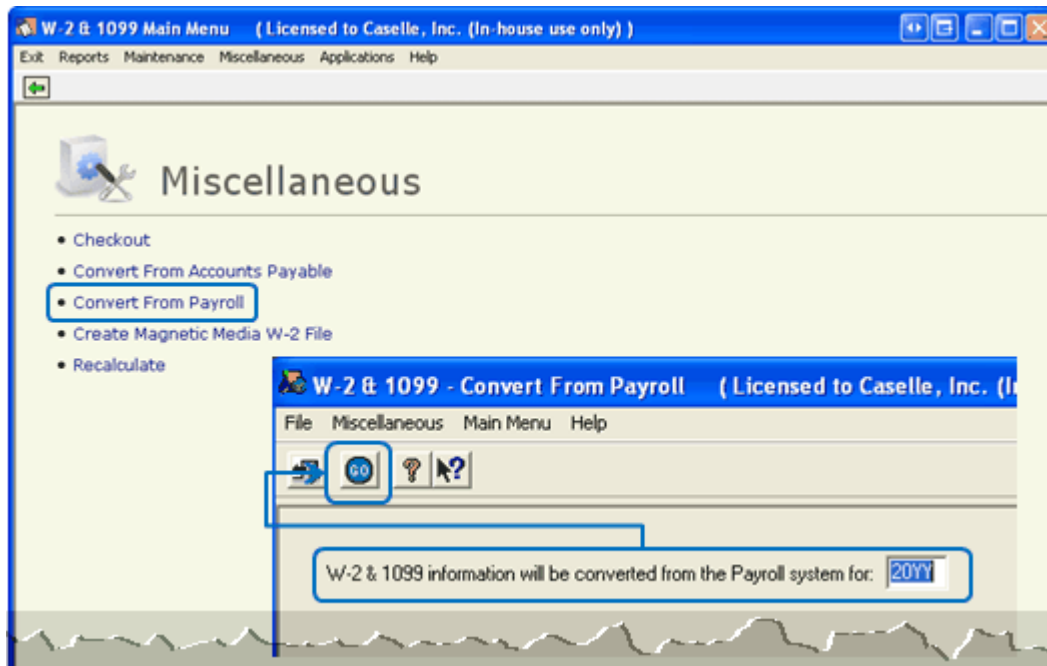 W-2 & 1099 Main Menu (Licensed to Caselle, Inc. (In-house use only) )
Exit Reports Maintenance Miscellaneous Applications Help
Miscellaneous
• Checkout
• Convert From Accounts Payable
• Convert From Payroll
• Create Magnetic Media W-2 File
• Recalculate
W-2 & 1099 - Convert From Payroll (Licensed to Caselle, Inc. (I
File Miscellaneous Main Menu Help
GO ? ?
W-2 & 1099 information will be converted from the Payroll system for: 20YY